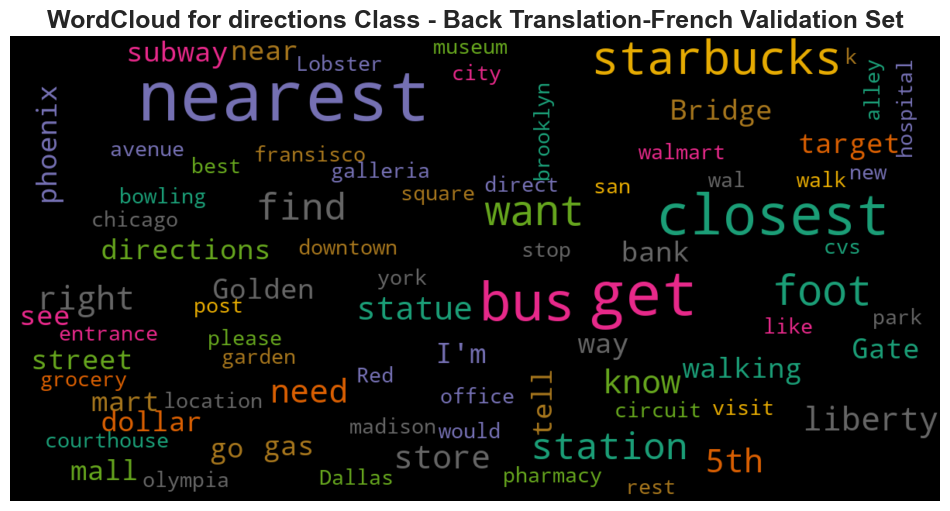 WordCloud for directions Class - Back Translation-French Validation Set
subway near museum starbucks k
Lobster city
nearest
phoenix brooklyn Bridge alley hospital
avenue fransisco walmart target
best galleria direct wal walk new
bowling square san
chicago find want closest
directions downtown stop bank cvs
york
right Golden statue bus get foot
see post like park
entrance please I'm way Gate
street garden
grocery Red know walking
mart location need office tell circuit visit liberty
dollar madison would
courthouse go gas store station 5th
mall olympia Dallas pharmacy rest